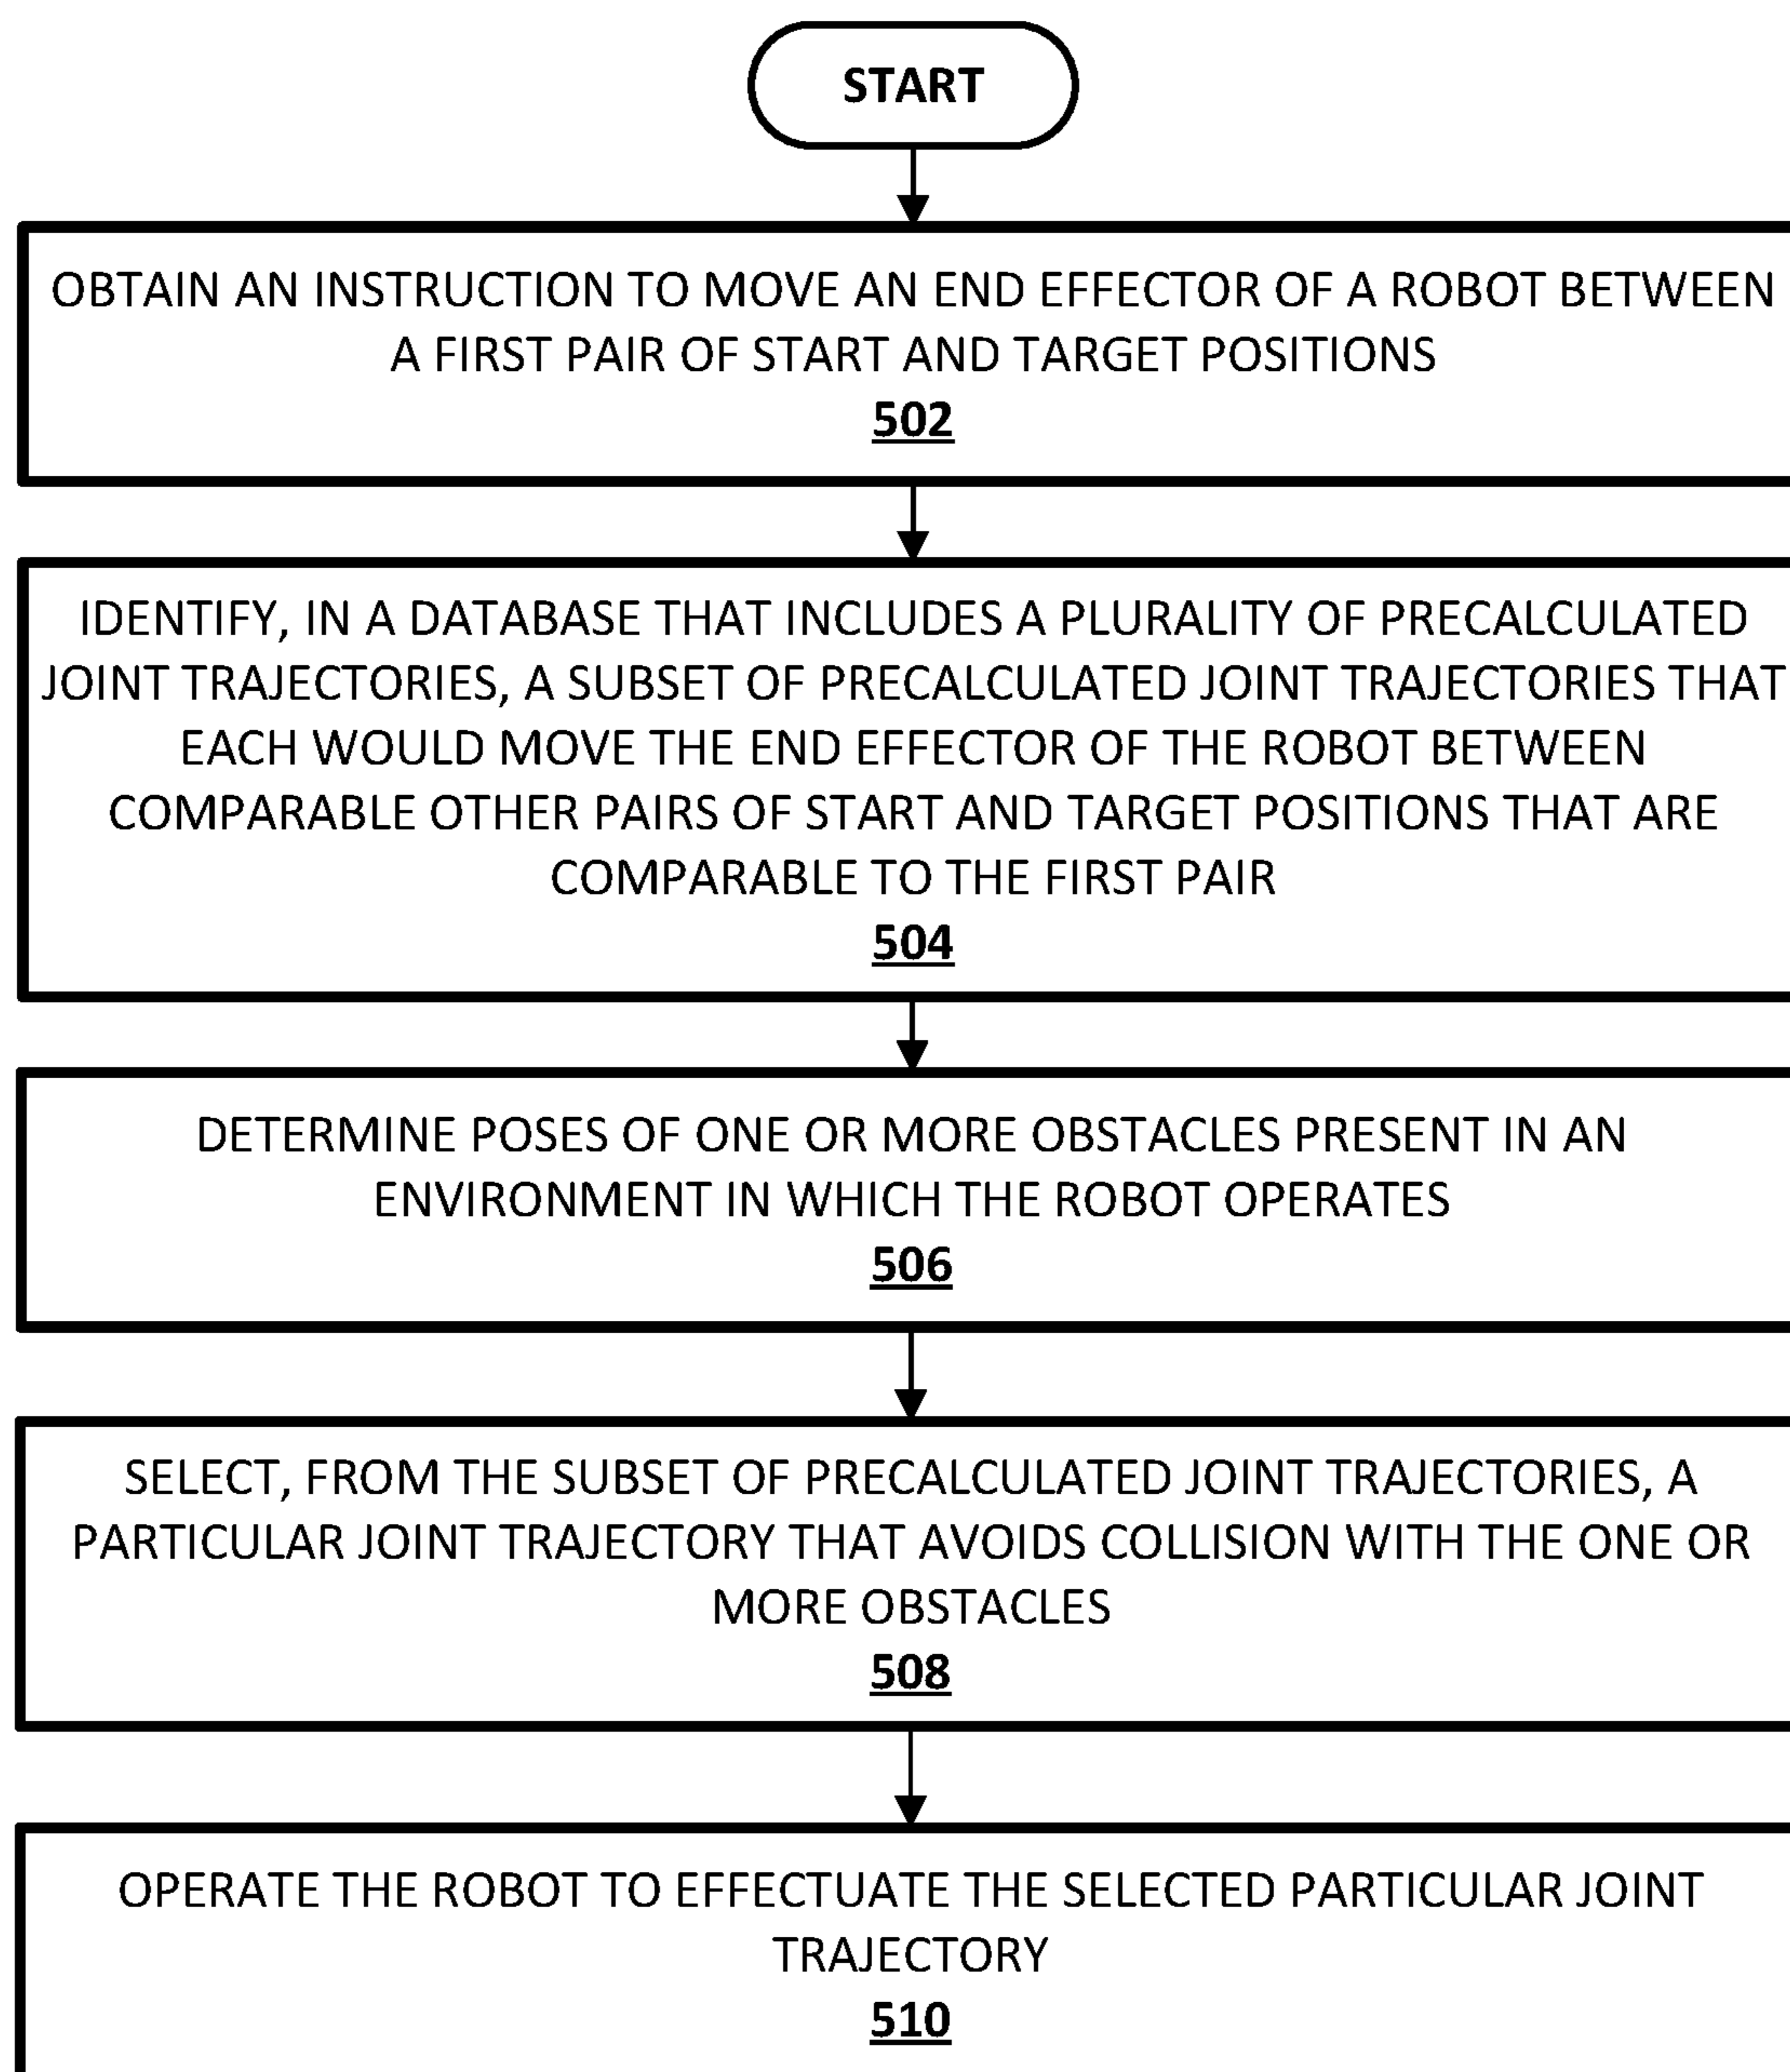 START
OBTAIN AN INSTRUCTION TO MOVE AN END EFFECTOR OF A ROBOT BETWEEN
A FIRST PAIR OF START AND TARGET POSITIONS
502
IDENTIFY, IN A DATABASE THAT INCLUDES A PLURALITY OF PRECALCULATED
JOINT TRAJECTORIES, A SUBSET OF PRECALCULATED JOINT TRAJECTORIES THAT
EACH WOULD MOVE THE END EFFECTOR OF THE ROBOT BETWEEN
COMPARABLE OTHER PAIRS OF START AND TARGET POSITIONS THAT ARE
COMPARABLE TO THE FIRST PAIR
504
DETERMINE POSES OF ONE OR MORE OBSTACLES PRESENT IN AN
ENVIRONMENT IN WHICH THE ROBOT OPERATES
506
SELECT, FROM THE SUBSET OF PRECALCULATED JOINT TRAJECTORIES, A
PARTICULAR JOINT TRAJECTORY THAT AVOIDS COLLISION WITH THE ONE OR
MORE OBSTACLES
508
OPERATE THE ROBOT TO EFFECTUATE THE SELECTED PARTICULAR JOINT
TRAJECTORY
510